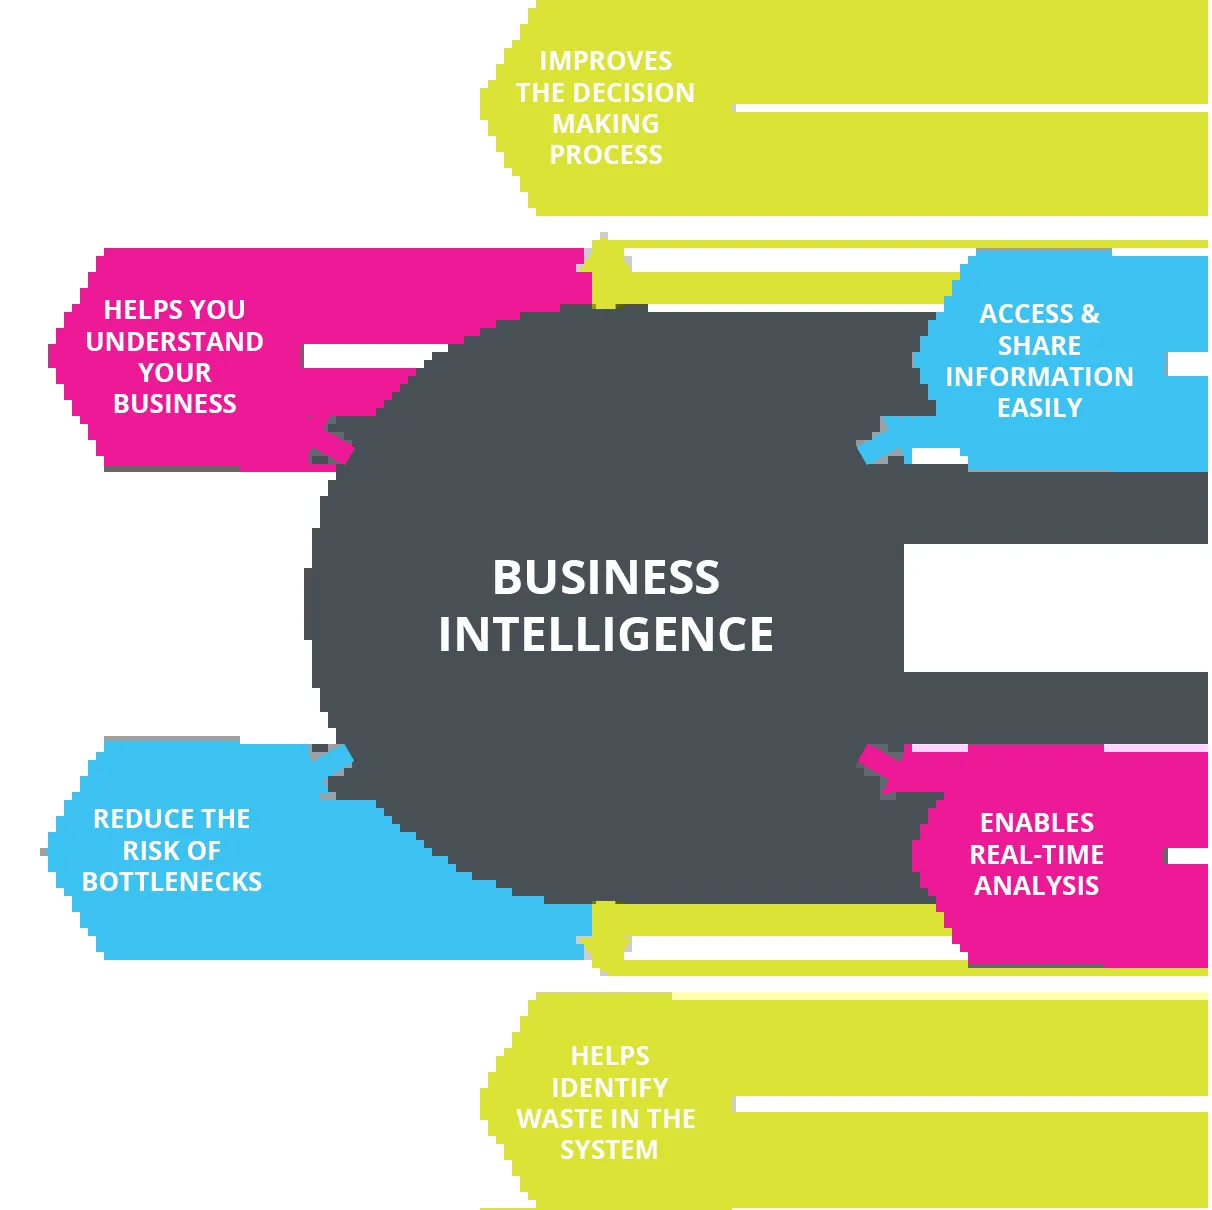 IMPROVES
THE DECISION
MAKING
PROCESS
HELPS YOU
UNDERSTAND
YOUR
BUSINESS
ACCESS &
SHARE
INFORMATION
EASILY
BUSINESS
INTELLIGENCE
REDUCE THE
RISK OF
BOTTLENECKS
ENABLES
REAL-TIME
ANALYSIS
HELPS
IDENTIFY
WASTE IN THE
SYSTEM